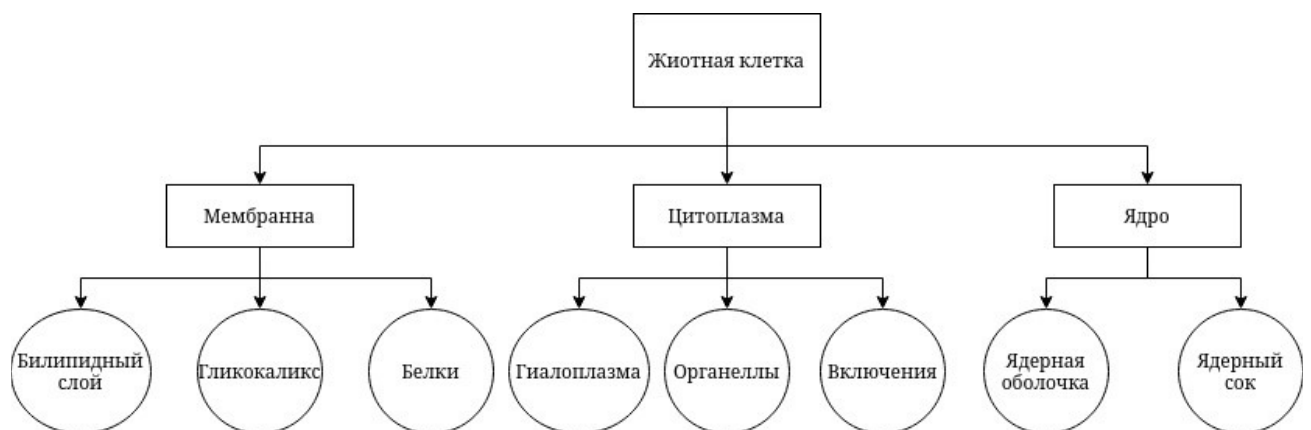 Жиотная клетка
Мембранна
Цитоплазма
Ядро
Билипидный
слой
Гликокаликс
Белки
Гиалоплазма
Органеллы
Включения
Ядерная
оболочка
Ядерный
сок